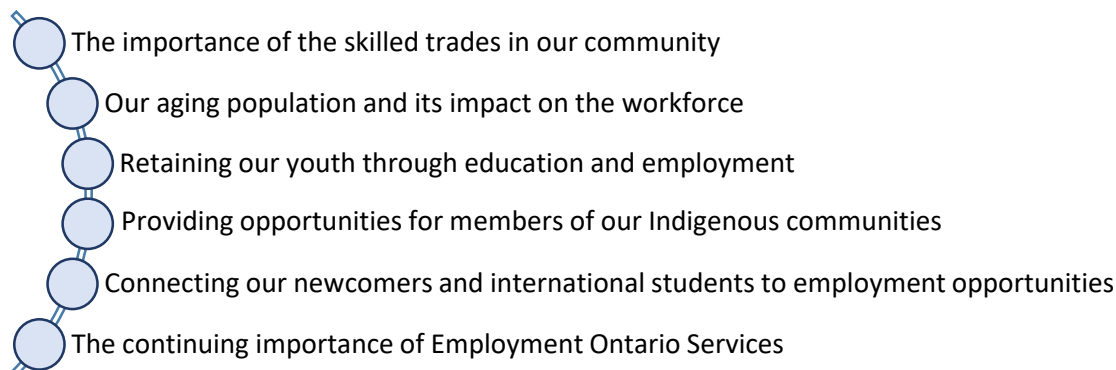 The importance of the skilled trades in our community
Our aging population and its impact on the workforce
Retaining our youth through education and employment
Providing opportunities for members of our Indigenous communities
Connecting our newcomers and international students to employment opportunities
The continuing importance of Employment Ontario Services